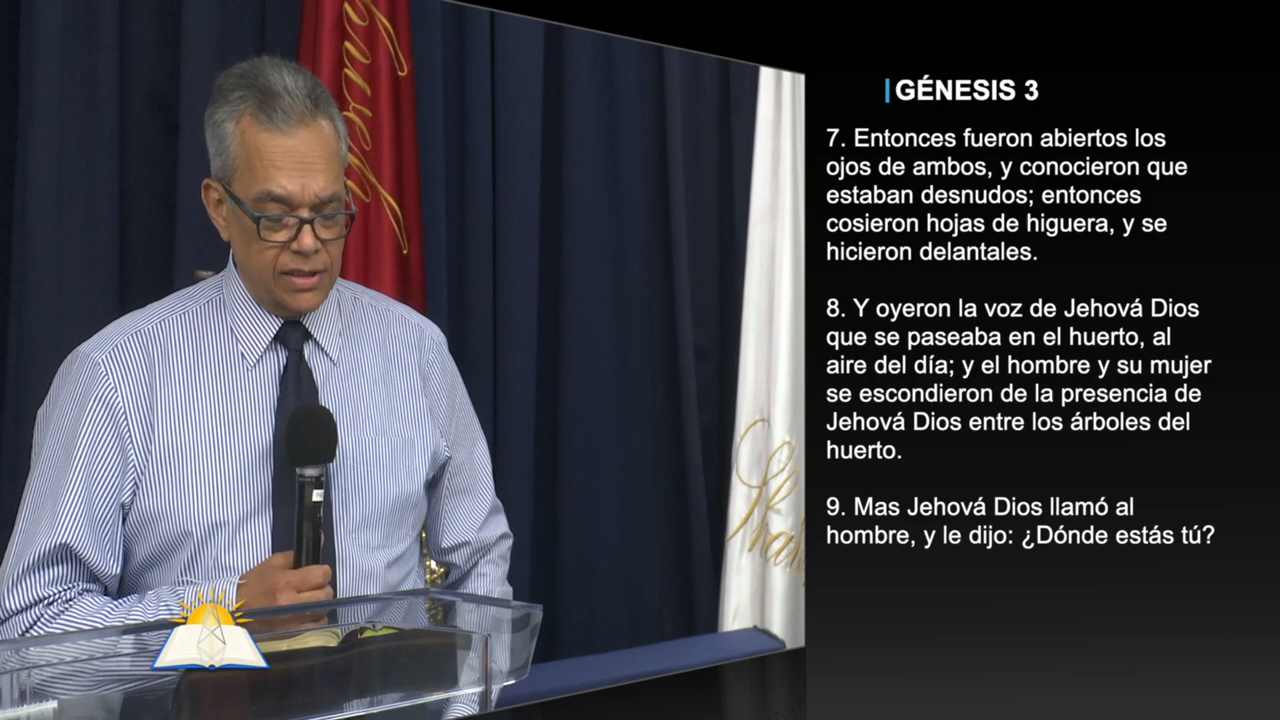 GÉNESIS 3
7. Entonces fueron abiertos los
ojos de ambos, y conocieron que
estaban desnudos; entonces
cosieron hojas de higuera, y se
hicieron delantales.
8. Y oyeron la voz de Jehová Dios
que se paseaba en el huerto, al
aire del día; y el hombre y su mujer
se escondieron de la presencia de
Jehová Dios entre los árboles del
huerto.
9. Mas Jehová Dios llamó al
hombre, y le dijo: ¿Dónde estás tú?